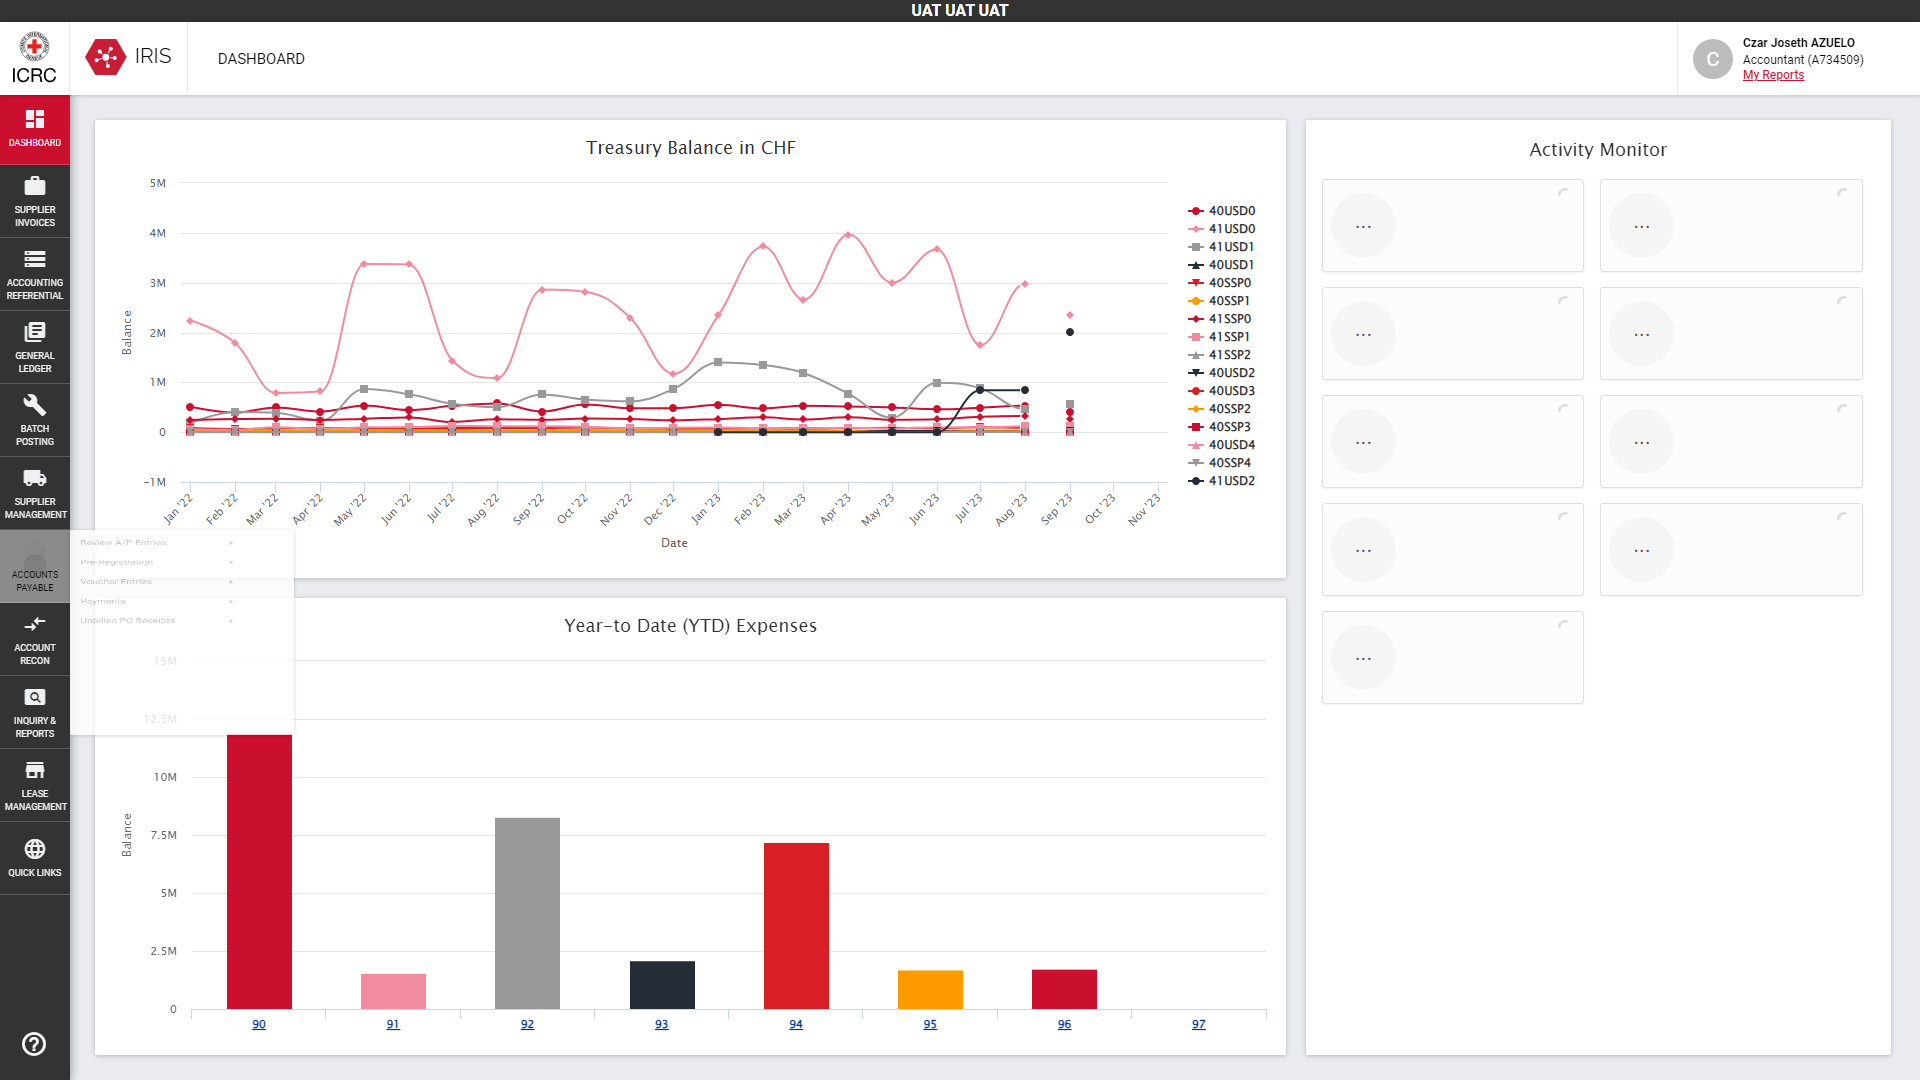 UAT UAT UAT
ICRC
IRIS
DASHBOARD
Czar Joseth AZUELO
Accountant (A734509)
My Reports
C
DASHBOARD
SUPPLIER
INVOICES
ACCOUNTING
REFERENTIAL
GENERAL
LEDGER
BATCH
POSTING
SUPPLIER
MANAGEMENT
ACCOUNTS
PAYABLE
ACCOUNT
RECON
INQUIRY &
REPORTS
LEASE
MANAGEMENT
QUICK LINKS
Review A/P Entries
Pre-Registration
Voucher Entries
Payments
Unbilled PO Receipts
Treasury Balance in CHF
5M
4M
3M
2M
1M
0
-1M
Balance
Jan '22
Feb '22
Mar '22
Apr '22
May '22
Jun '22
Jul '22
Aug '22
Sep '22
Oct '22
Nov '22
Dec '22
Jan '23
Feb '23
Mar '23
Apr '23
May '23
Jun '23
Jul '23
Aug '23
Sep '23
Oct '23
Nov '23
Date
40USD0
41USD0
41USD1
40USD1
40SSP0
40SSP1
41SSP0
41SSP1
41SSP2
40USD2
40USD3
40SSP2
40SSP3
40USD4
40SSP4
41USD2
Year-to Date (YTD) Expenses
15M
12.5M
10M
7.5M
5M
2.5M
0
Balance
90
91
92
93
94
95
96
97
Activity Monitor
...
...
...
...
...
...
...
...
...